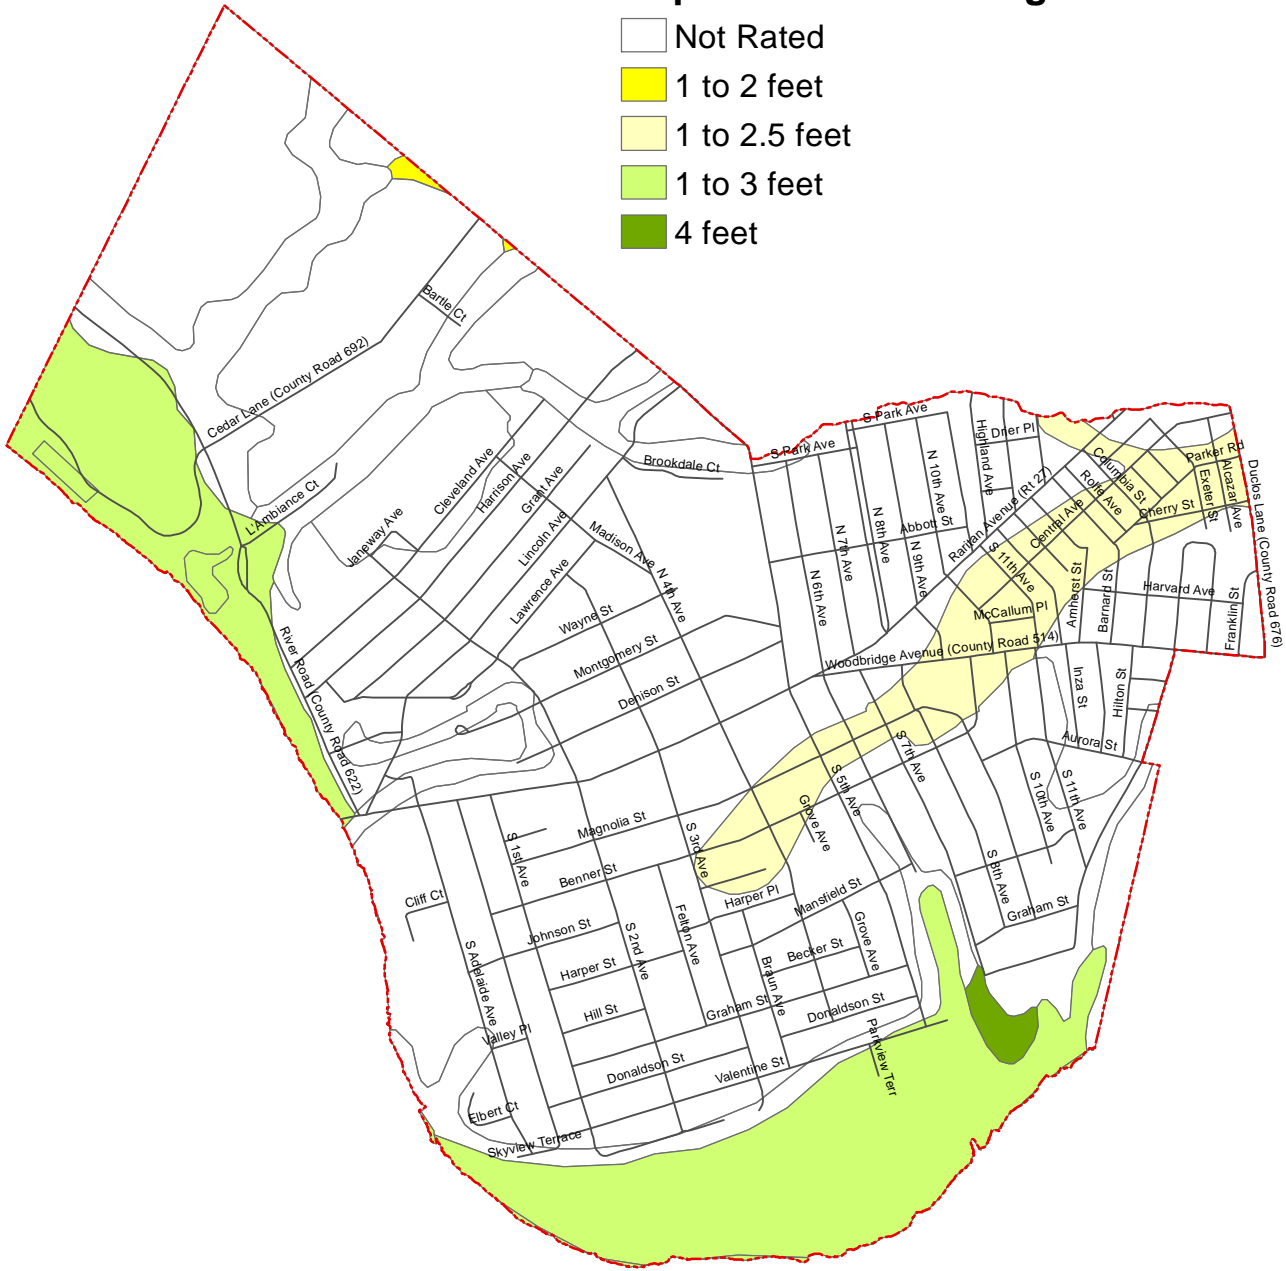 Not Rated
1 to 2 feet
1 to 2.5 feet
1 to 3 feet
4 feet
Bartle Ct
Cedar Lane (County Road 692)
S Park Ave
S Park Ave
Highland Ave
Drier Pl
Brookdale Ct
Cleveland Ave
Harrison Ave
Grant Ave
Lincoln Ave
Lawrence Ave
Janeway Ave
L'Ambiance Ct
Madison Ave
N 4th Ave
N 6th Ave
N 7th Ave
N 8th Ave
N 9th Ave
N 10th Ave
Abbott St
Raritan Avenue (Rt 27)
Columbia St
Rolfe Ave
Central Ave
Cherry St
Parker Rd
Exeter St
Alcazar Ave
Duclos Lane (County Road 676)
S 11th Ave
McCallum Pl
Amherst St
Barnard St
Harvard Ave
Franklin St
Woodbridge Avenue (County Road 514)
Wayne St
Montgomery St
Denison St
River Road (County Road 622)
Inza St
Hilton St
Aurora St
S 10th Ave
S 11th Ave
S 7th Ave
S 5th Ave
Grove Ave
S 3rd Ave
Magnolia St
S 1st Ave
Benner St
Cliff Ct
Johnson St
Harper St
Hill St
S 2nd Ave
Felton Ave
Harper Pl
Mansfield St
Grove Ave
Becker St
Braun Ave
Graham St
Donaldson St
S 8th Ave
Graham St
S Adelaide Ave
Valley Pl
Donaldson St
Valentine St
Parkview Terr
Elbert Ct
Skyview Terrace